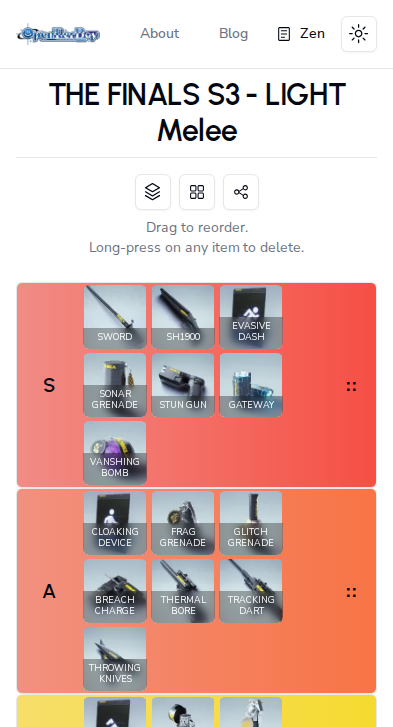 OpenTierBoy
About
Blog
Zen
THE FINALS S3 - LIGHT
Melee
Drag to reorder.
Long-press on any item to delete.
S
SWORD
SH1900
EVASIVE
DASH
SONAR
GRENADE
STUN GUN
GATEWAY
VANSHING
BOMB
::
A
CLOAKING
DEVICE
FRAG
GRENADE
GLITCH
GRENADE
BREACH
CHARGE
THERMAL
BORE
TRACKING
DART
THROWING
KNIVES
::